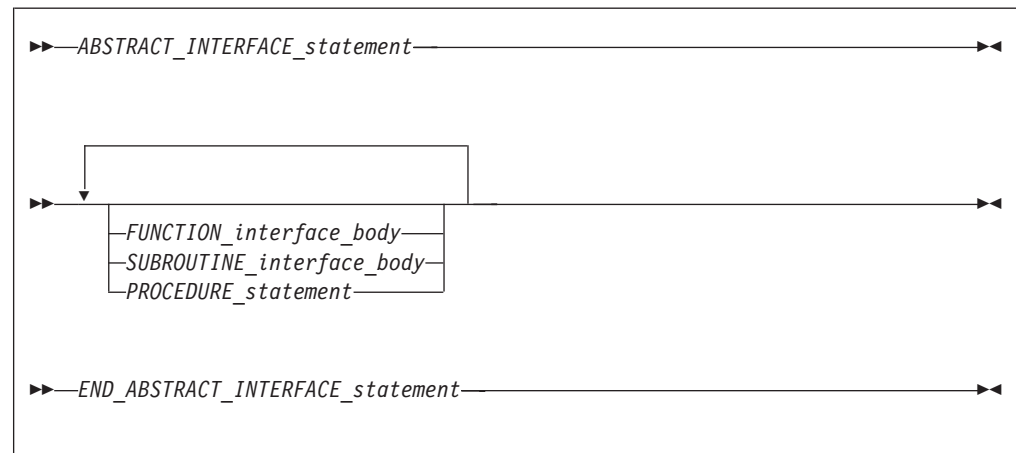 ABSTRACT_INTERFACE_statement
FUNCTION_interface_body
SUBROUTINE_interface_body
PROCEDURE_statement
END_ABSTRACT_INTERFACE_statement